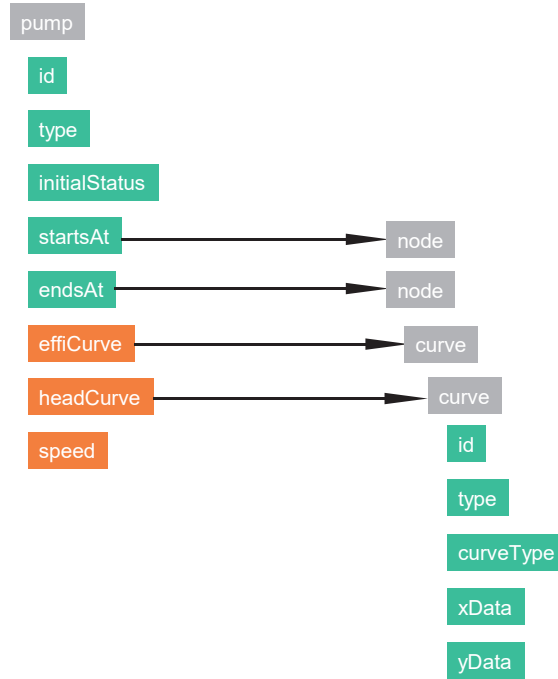 pump
id
type
initialStatus
startsAt
node
endsAt
node
effiCurve
curve
headCurve
curve
speed
id
type
curveType
xData
yData